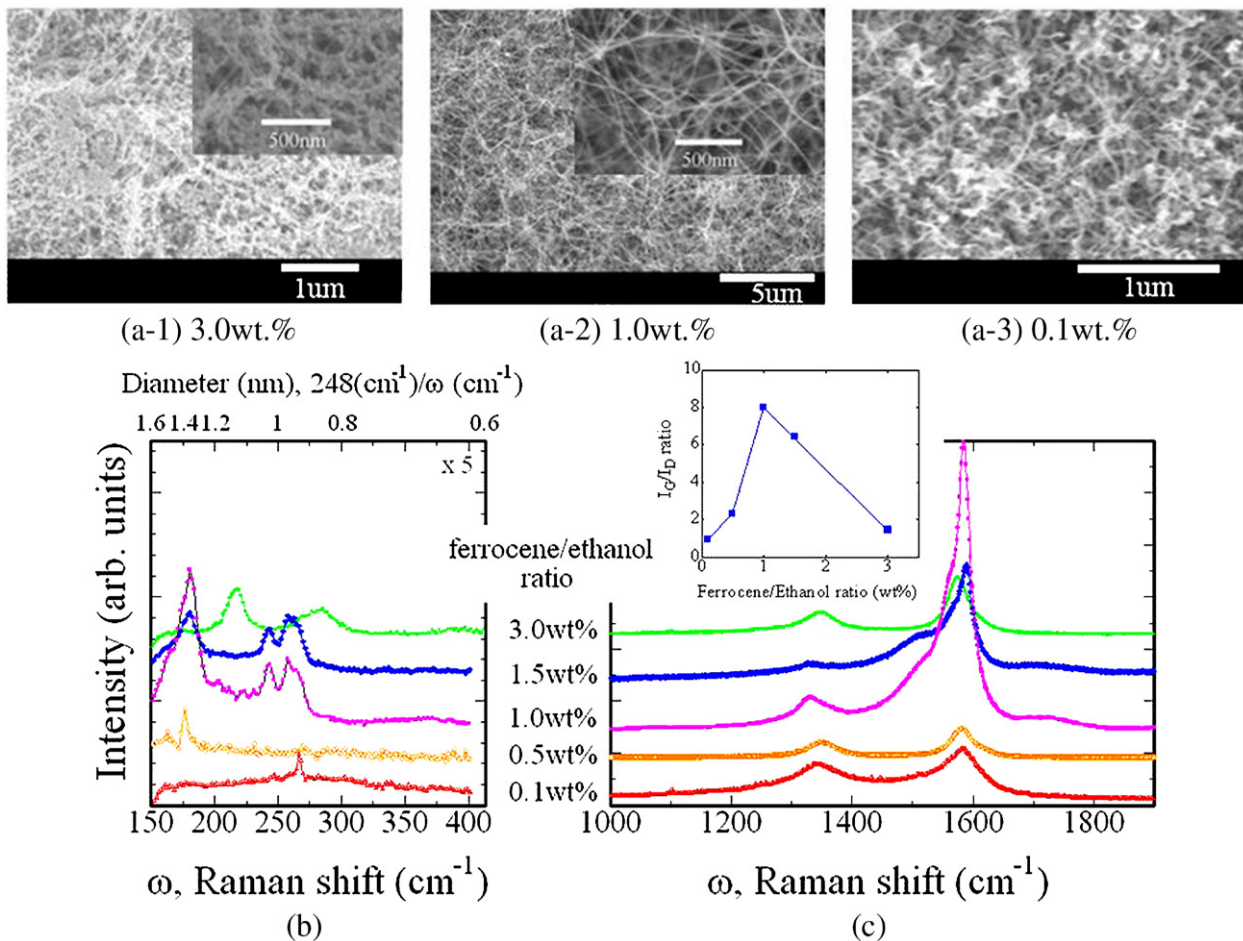 500nm
1um
500nm
5um
1um
(a-1) 3.0wt.%
(a-2) 1.0wt.%
(a-3) 0.1wt.%
Diameter (nm), 248(cm⁻¹)/ω (cm⁻¹)
1.6 1.4 1.2 1 0.8 0.6
x 5
Intensity (arb. units)
150 200 250 300 350 400
ω, Raman shift (cm⁻¹)
(b)
ferrocene/ethanol
ratio
3.0wt%
1.5wt%
1.0wt%
0.5wt%
0.1wt%
10
8
6
4
2
0
I_G/I_D ratio
0 1 2 3
Ferrocene/Ethanol ratio (wt%)
1000 1200 1400 1600 1800
ω, Raman shift (cm⁻¹)
(c)